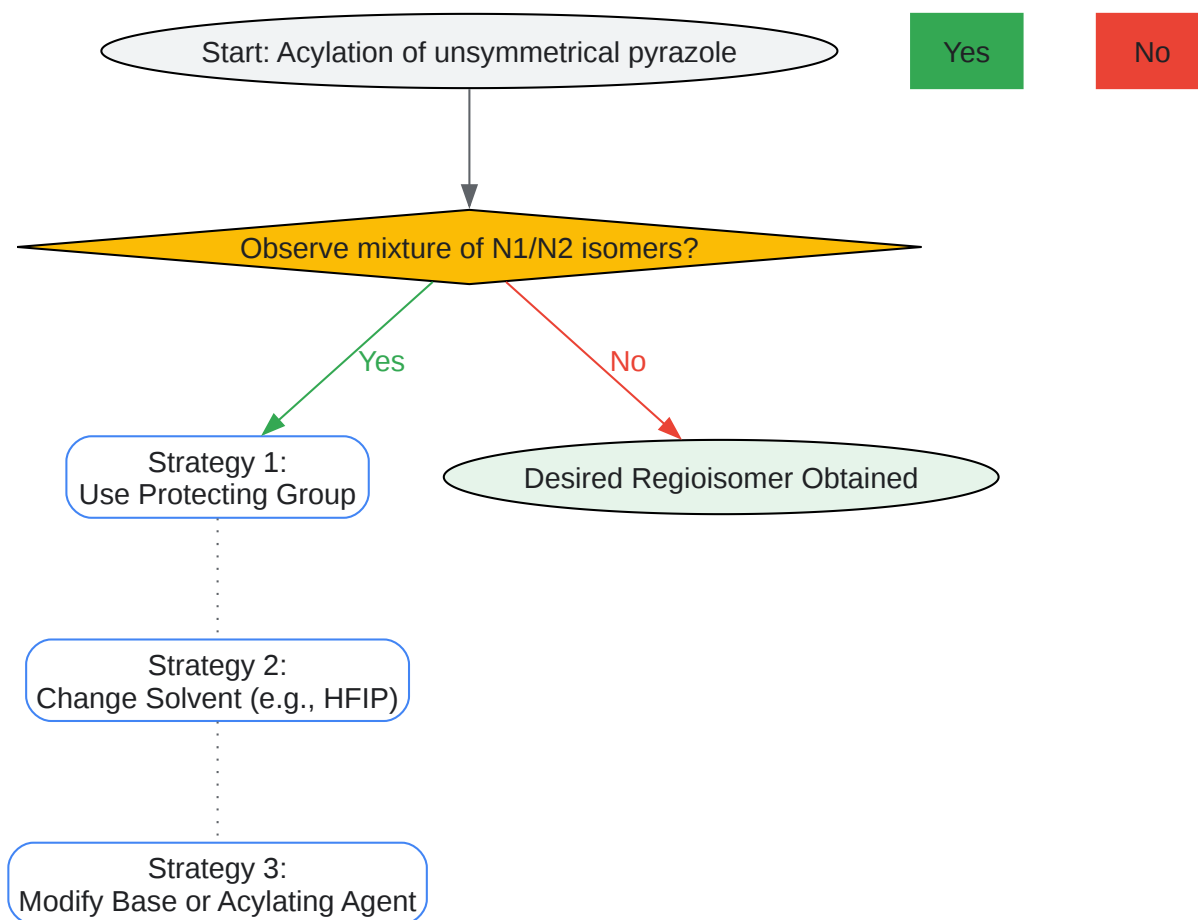 Start: Acylation of unsymmetrical pyrazole
Yes
No
Observe mixture of N1/N2 isomers?
Yes
No
Strategy 1:
Use Protecting Group
Desired Regioisomer Obtained
Strategy 2:
Change Solvent (e.g., HFIP)
Strategy 3:
Modify Base or Acylating Agent